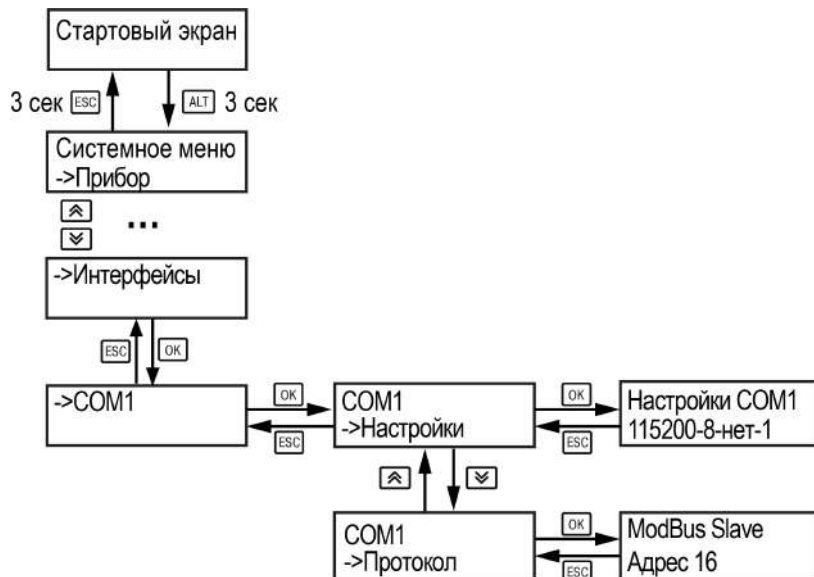 Стартовый экран
3 сек ESC ALT 3 сек
Системное меню
->Прибор
...
->Интерфейсы
ESC OK
->COM1
OK
ESC
COM1
->Настройки
OK
ESC
Настройки COM1
115200-8-нет-1
COM1
->Протокол
OK
ESC
ModBus Slave
Адрес 16